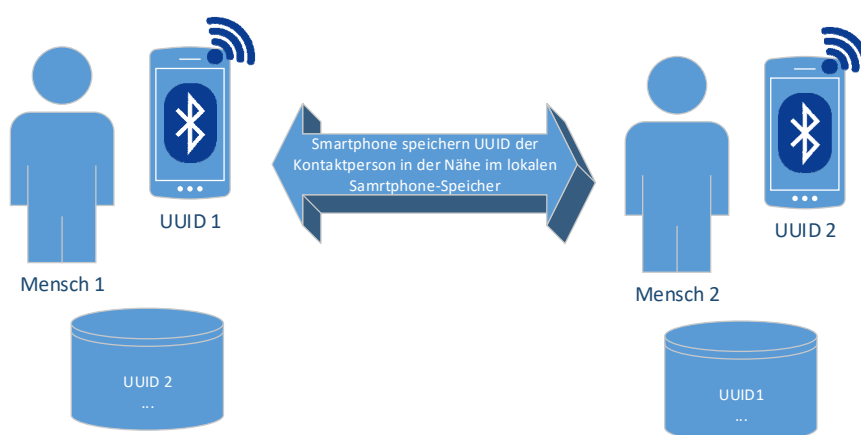 Smartphone speichern UUID der
Kontaktperson in der Nähe im lokalen
Samrtphone-Speicher
UUID 1
UUID 2
Mensch 1
Mensch 2
UUID 2
...
UUID1
...